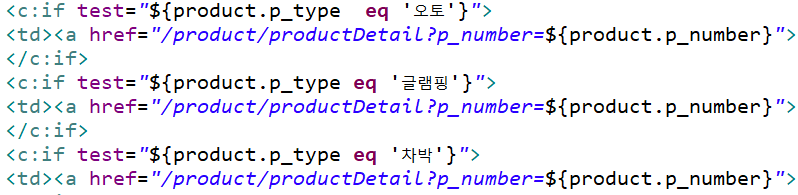 <c:if test="${product.p_type  eq '오토'}">
<td><a href="/product/productDetail?p_number=${product.p_number}">
</c:if>
<c:if test="${product.p_type eq '글램핑'}">
<td><a href="/product/productDetail?p_number=${product.p_number}">
</c:if>
<c:if test="${product.p_type eq '차박'}">
<td><a href="/product/productDetail?p_number=${product.p_number}">